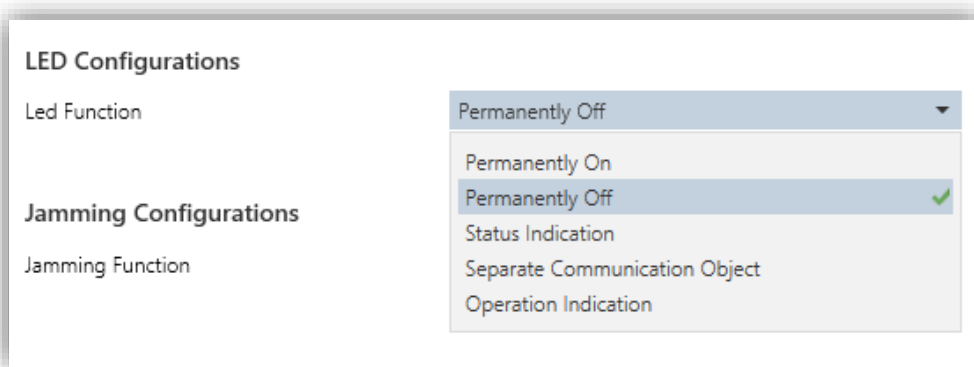 LED Configurations
Led Function
Permanently Off
Permanently On
Permanently Off
Status Indication
Jamming Configurations
Separate Communication Object
Jamming Function
Operation Indication